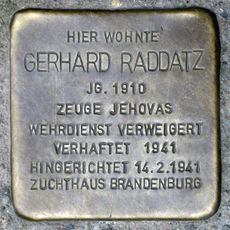 HIER WOHNTE
GERHARD RADDATZ
JG. 1910
ZEUGE JEHOVAS
WEHRDIENST VERWEIGERT
VERHAFTET 1941
HINGERICHTET 14.2.1941
ZUCHTHAUS BRANDENBURG